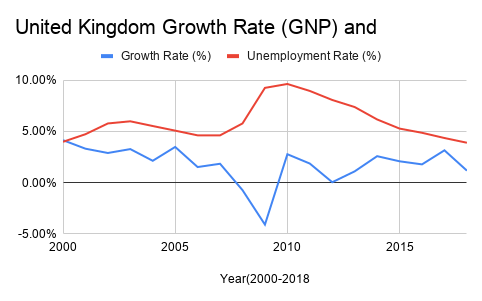 United Kingdom Growth Rate (GNP) and
Growth Rate (%)
Unemployment Rate (%)
10.00%
5.00%
0.00%
-5.00%
2000
2005
2010
2015
Year(2000-2018